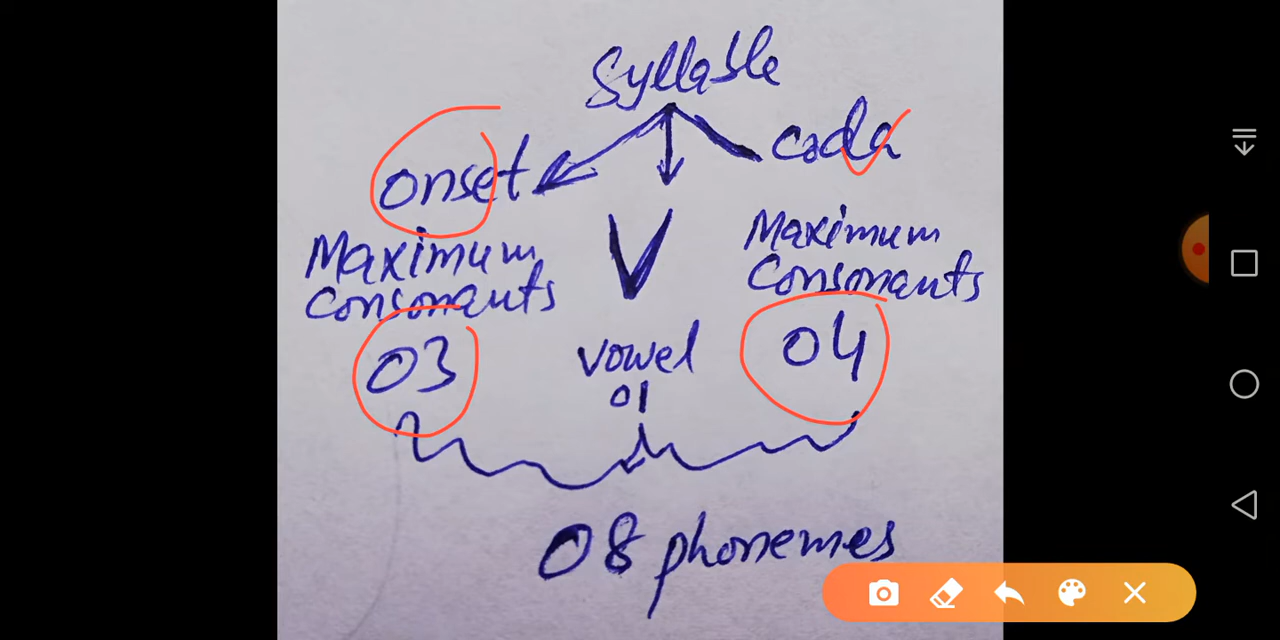 Syllable
onset
coda
Maximum
consonants
03
V
vowel
01
Maximum
Consonants
04
08 phonemes